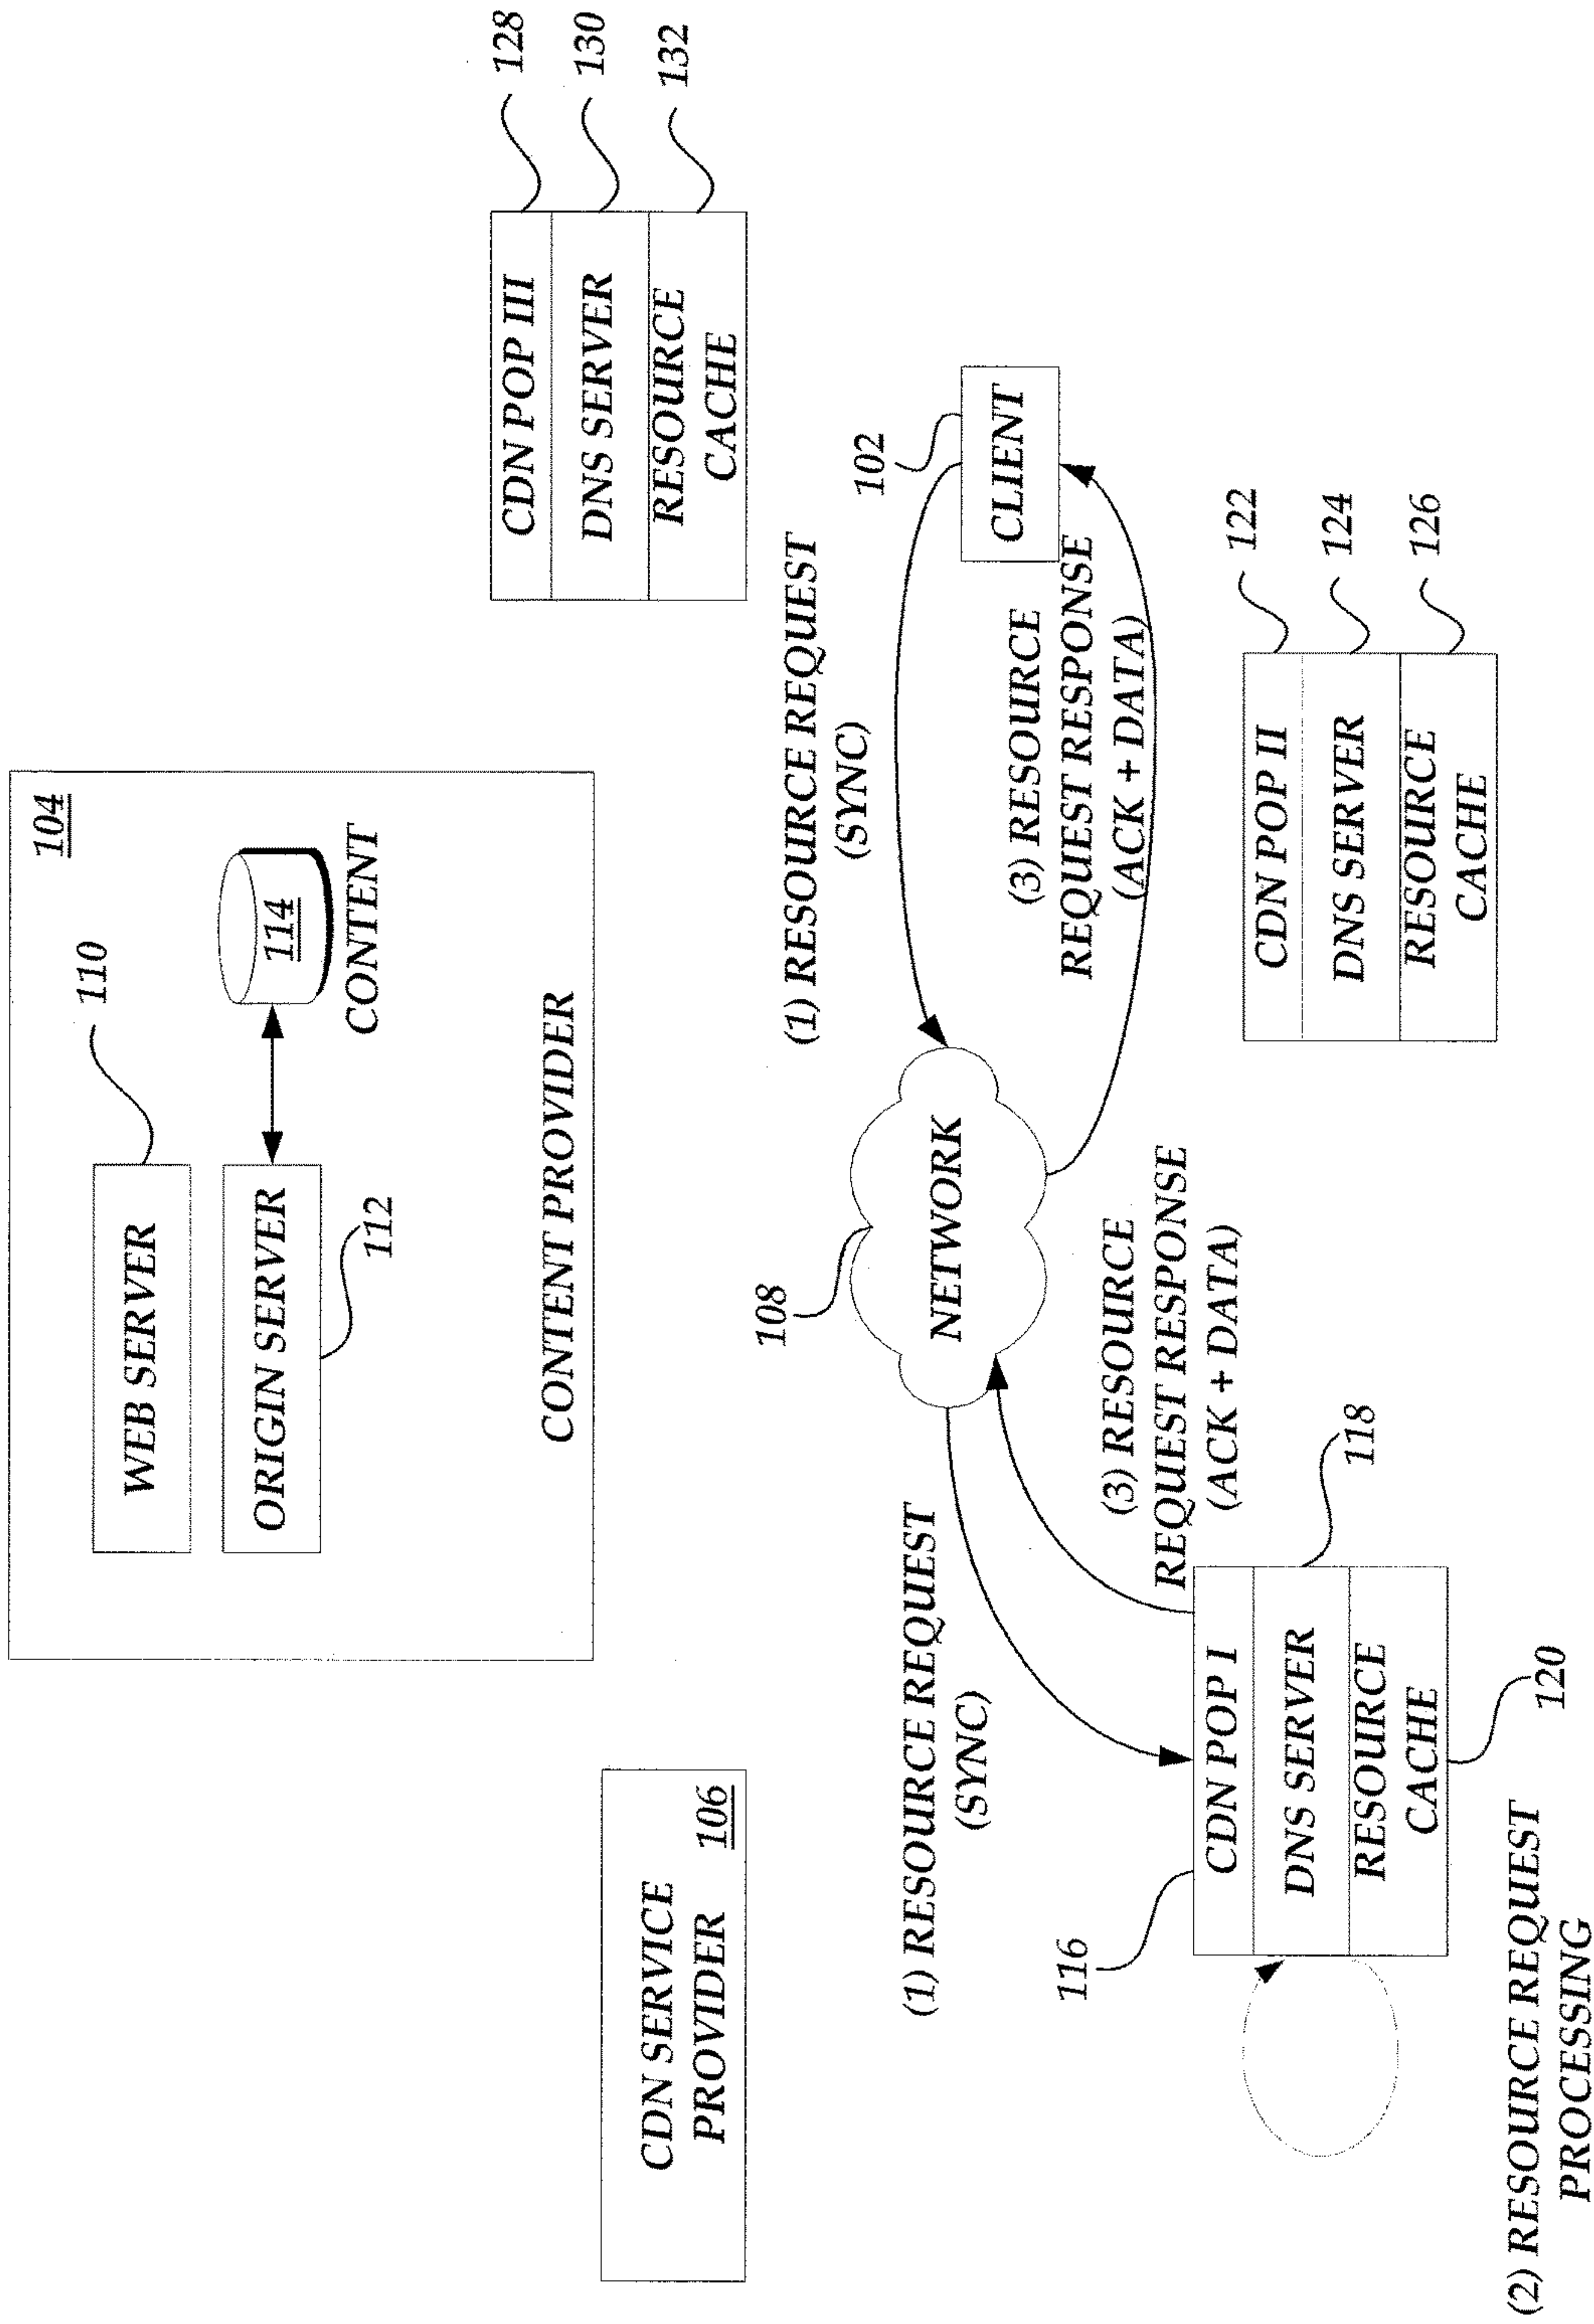 104
WEB SERVER
110
ORIGIN SERVER
112
114
CONTENT
CONTENT PROVIDER
CDN SERVICE
PROVIDER
106
CDN POP III
128
DNS SERVER
130
RESOURCE
CACHE
132
(1) RESOURCE REQUEST
(SYNC)
102
CLIENT
108
NETWORK
(3) RESOURCE
REQUEST RESPONSE
(ACK + DATA)
(1) RESOURCE REQUEST
(SYNC)
(3) RESOURCE
REQUEST RESPONSE
(ACK + DATA)
116
CDN POP I
DNS SERVER
118
RESOURCE
CACHE
120
CDN POP II
122
DNS SERVER
124
RESOURCE
CACHE
126
(2) RESOURCE REQUEST
PROCESSING